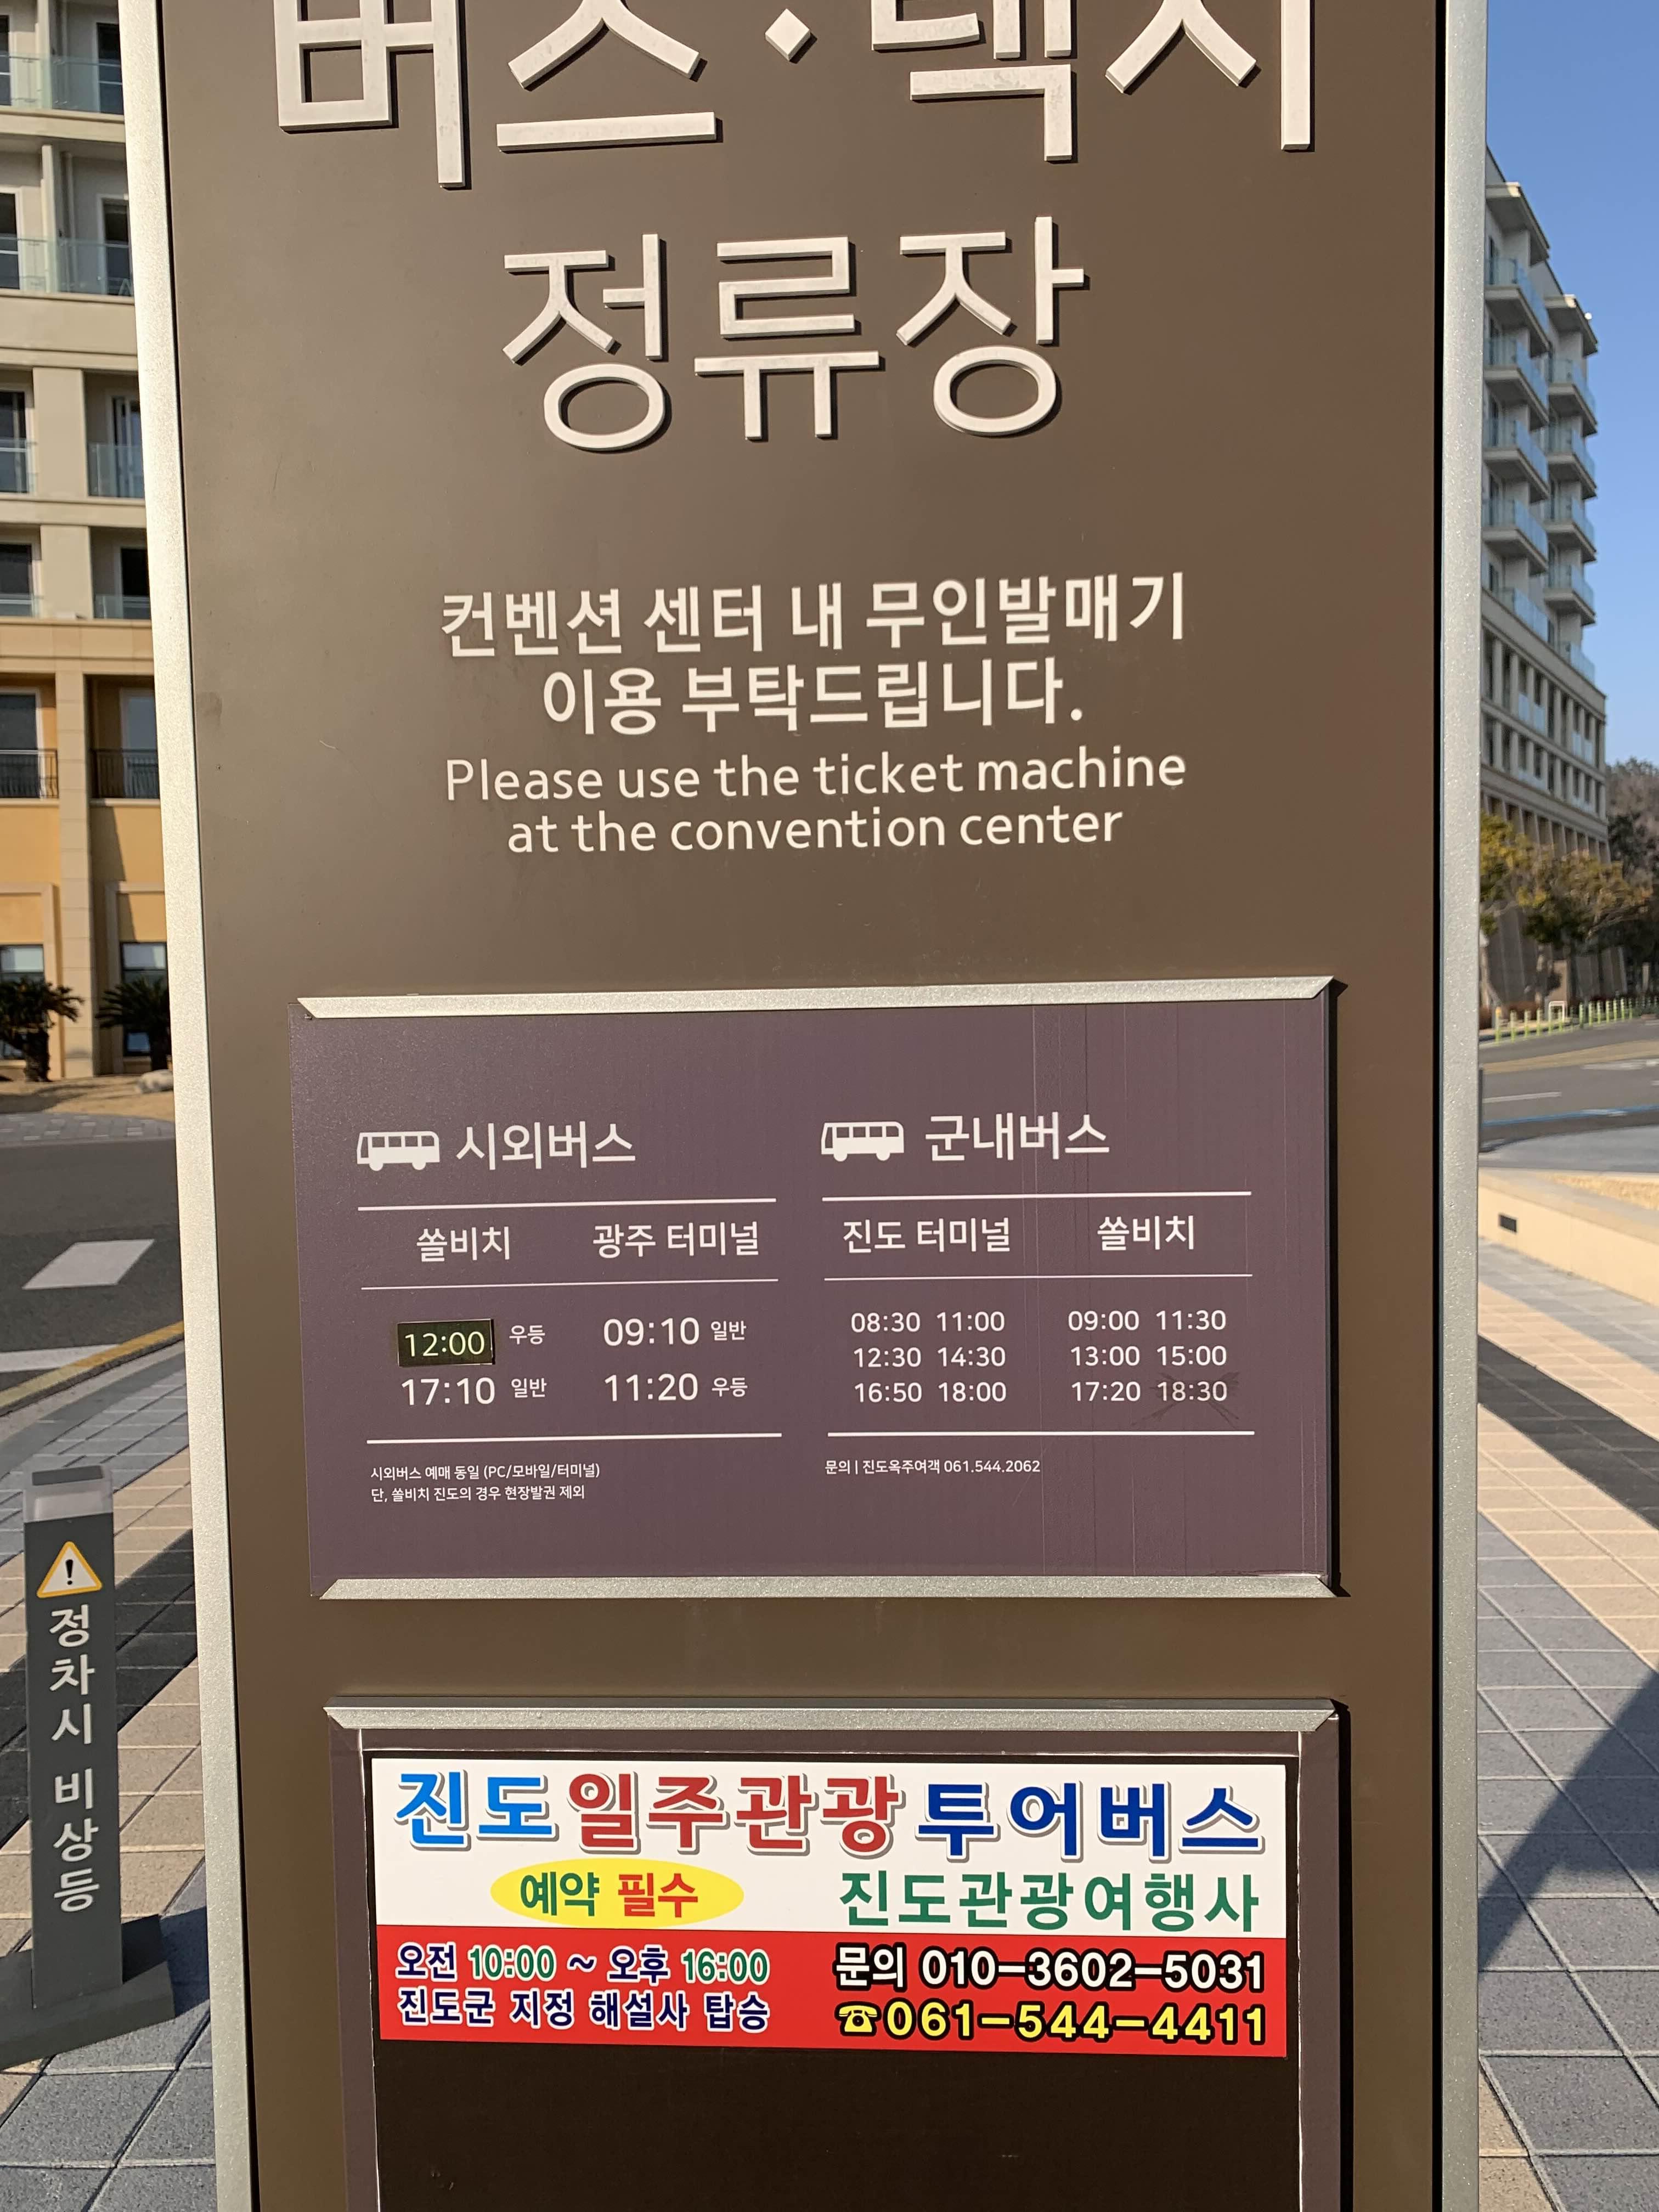 버스·택시
정류장
컨벤션 센터 내 무인발매기
이용 부탁드립니다.
Please use the ticket machine
at the convention center
시외버스
쏠비치 광주 터미널
12:00 우등 09:10 일반
17:10 일반 11:20 우등
시외버스 예매 동일 (PC/모바일/터미널)
단, 쏠비치 진도의 경우 현장발권 제외
군내버스
진도 터미널 쏠비치
08:30 11:00 09:00 11:30
12:30 14:30 13:00 15:00
16:50 18:00 17:20 18:30
문의 | 진도옥주여객 061.544.2062
진도일주관광투어버스
예약 필수 진도관광여행사
오전 10:00 ~ 오후 16:00
진도군 지정 해설사 탑승
문의 010-3602-5031
☎061-544-4411
정차시 비상등